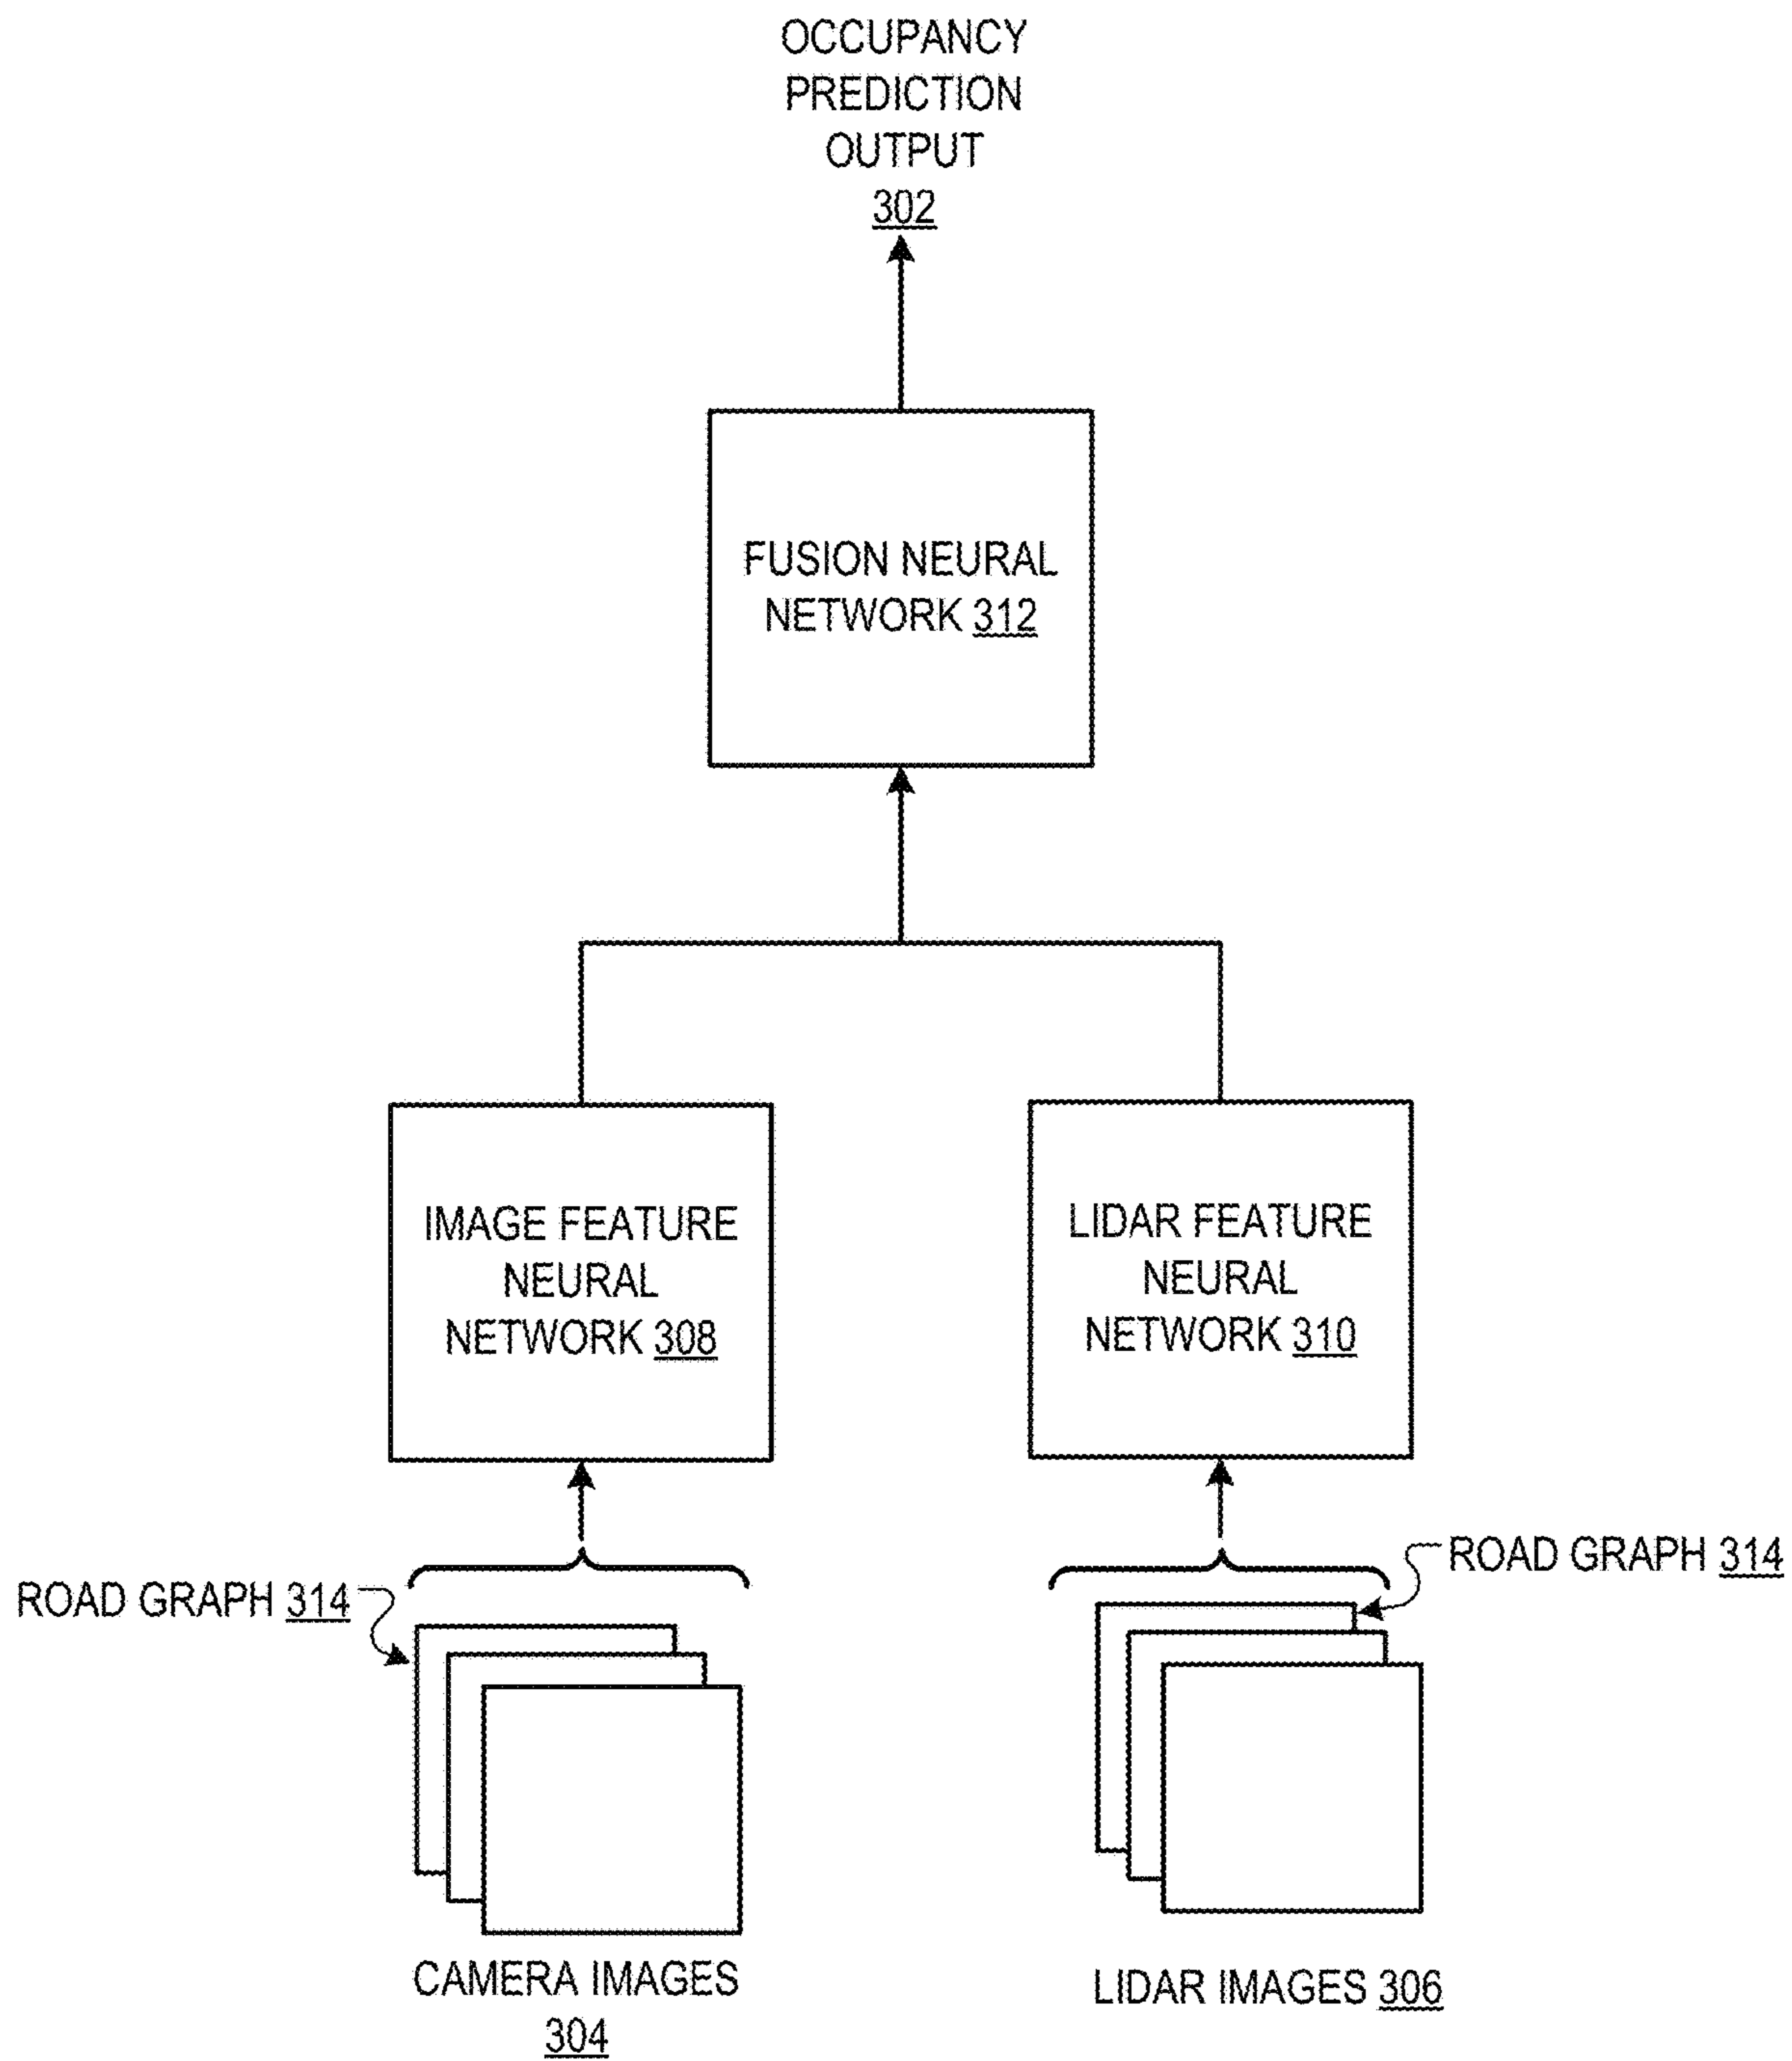 OCCUPANCY
PREDICTION
OUTPUT
302
FUSION NEURAL
NETWORK 312
IMAGE FEATURE
NEURAL
NETWORK 308
LIDAR FEATURE
NEURAL
NETWORK 310
ROAD GRAPH 314
ROAD GRAPH 314
CAMERA IMAGES
304
LIDAR IMAGES 306